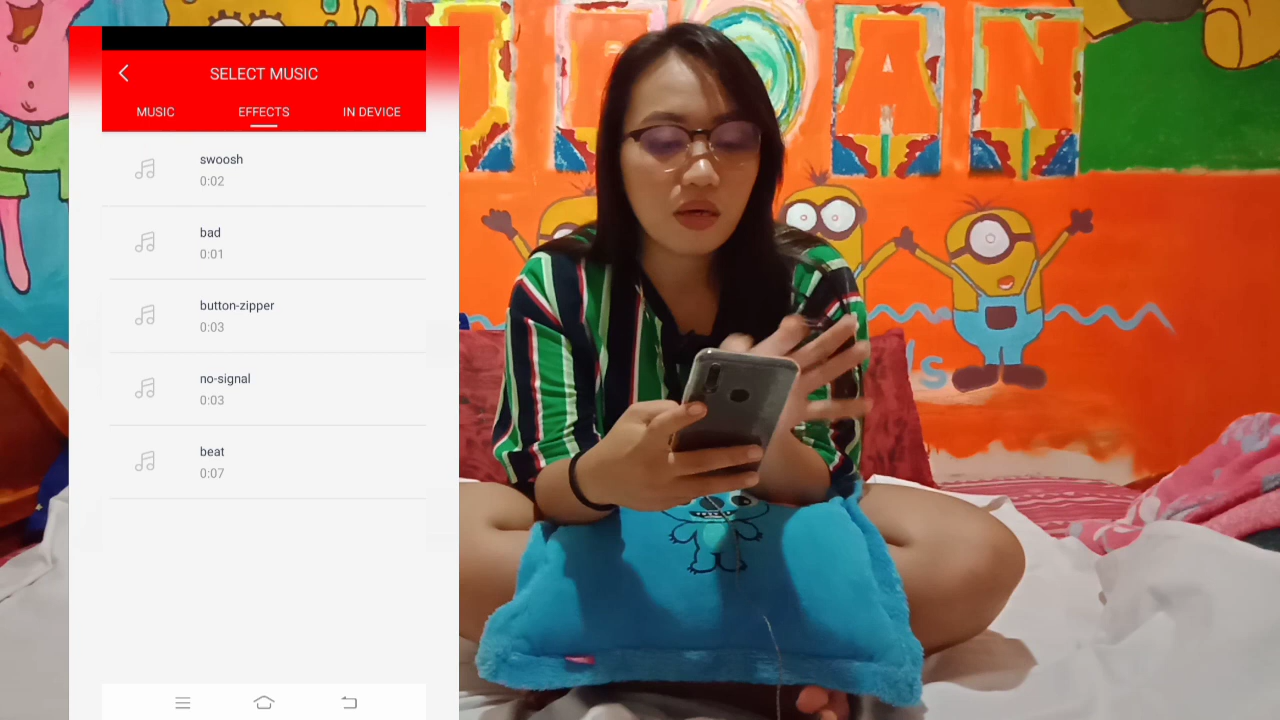 SELECT MUSIC
MUSIC EFFECTS IN DEVICE
swoosh
0:02
bad
0:01
button-zipper
0:03
no-signal
0:03
beat
0:07